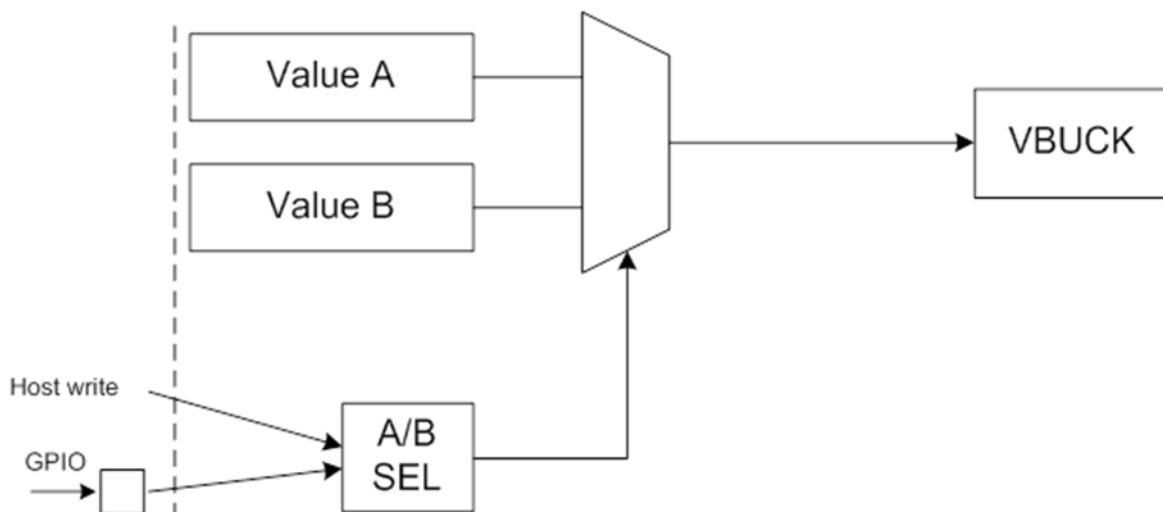 Value A
VBUCK
Value B
Host write
A/B
SEL
GPIO